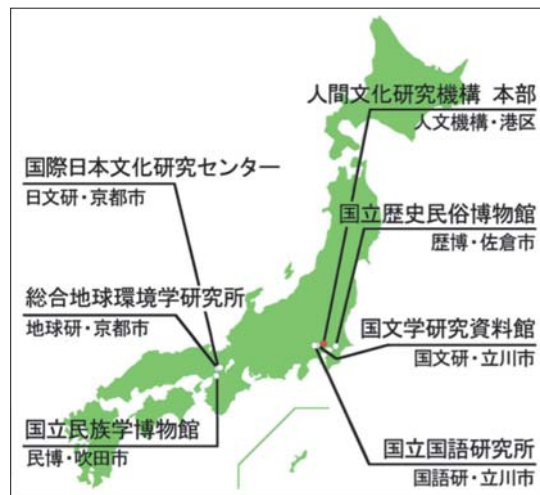 人間文化研究機構 本部
人文機構・港区
国際日本文化研究センター
日文研・京都市
国立歴史民俗博物館
歴博・佐倉市
総合地球環境学研究所
地球研・京都市
国文学研究資料館
国文研・立川市
国立民族学博物館
民博・吹田市
国立国語研究所
国語研・立川市